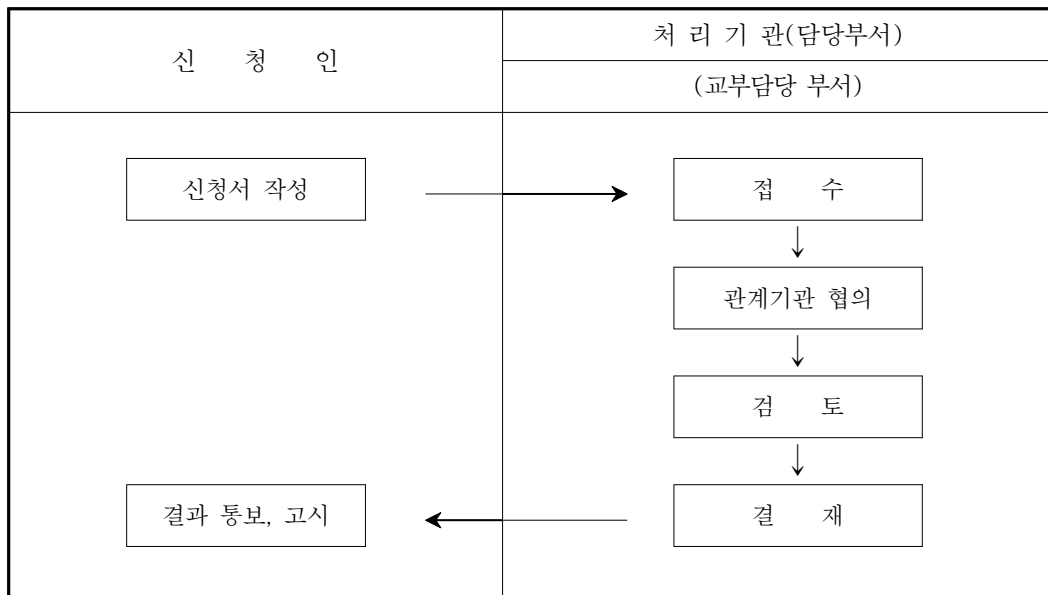 신 청 인
처 리 기 관(담당부서)
(교부담당 부서)
신청서 작성
접 수
관계기관 협의
검 토
결과 통보, 고시
결 재